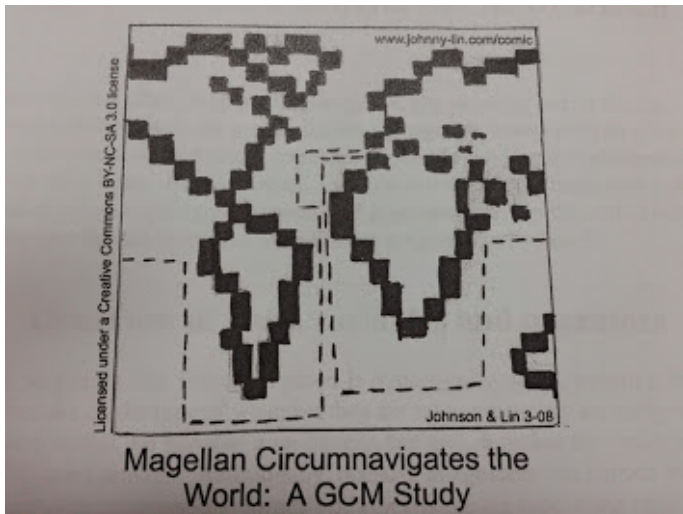 www.johnny-lin.com/comic
Licensed under a Creative Commons BY-NC-SA 3.0 license
Johnson & Lin 3-08
Magellan Circumnavigates the
World: A GCM Study